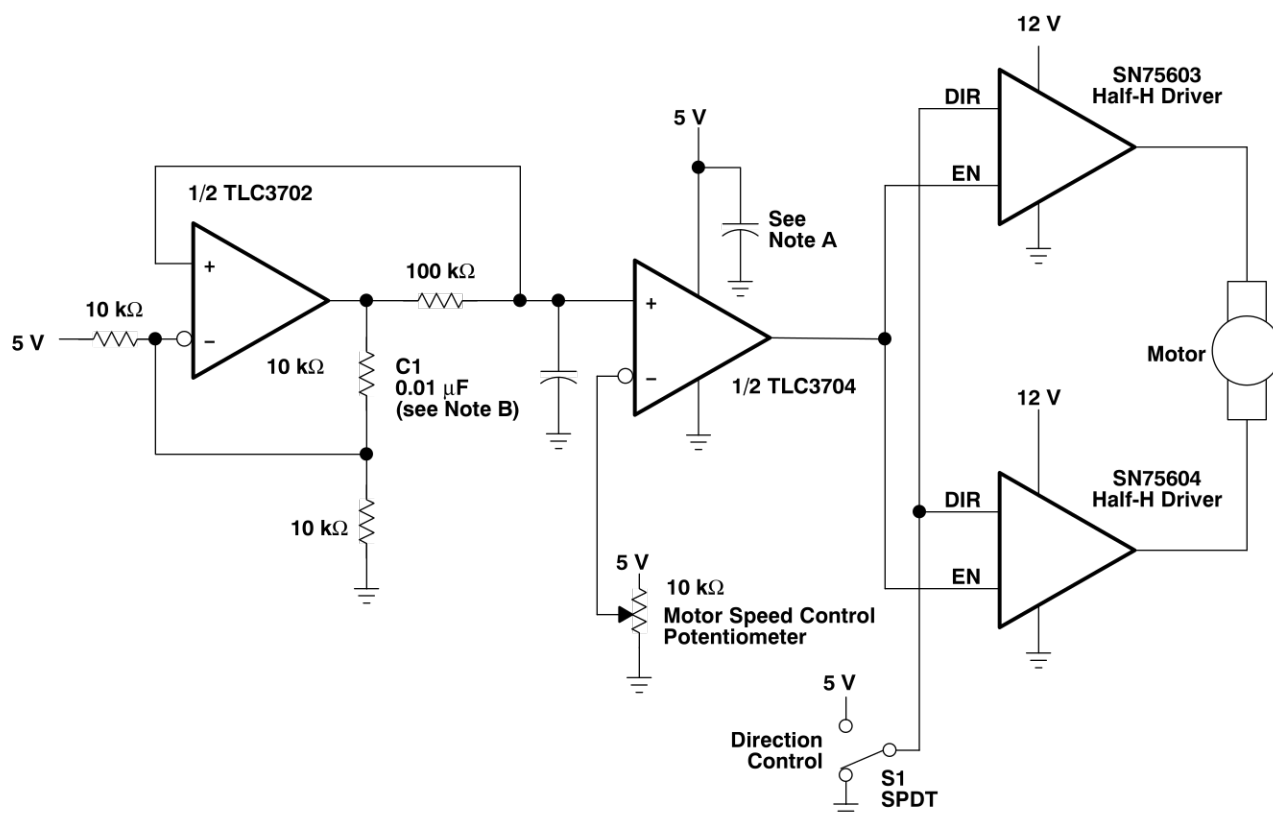 12 V
SN75603
Half-H Driver
DIR
EN
5 V
See
Note A
1/2 TLC3702
+
−
10 kΩ
5 V
100 kΩ
10 kΩ
C1
0.01 μF
(see Note B)
10 kΩ
+
−
1/2 TLC3704
5 V
10 kΩ
Motor Speed Control
Potentiometer
Motor
12 V
SN75604
Half-H Driver
DIR
EN
5 V
Direction
Control
S1
SPDT